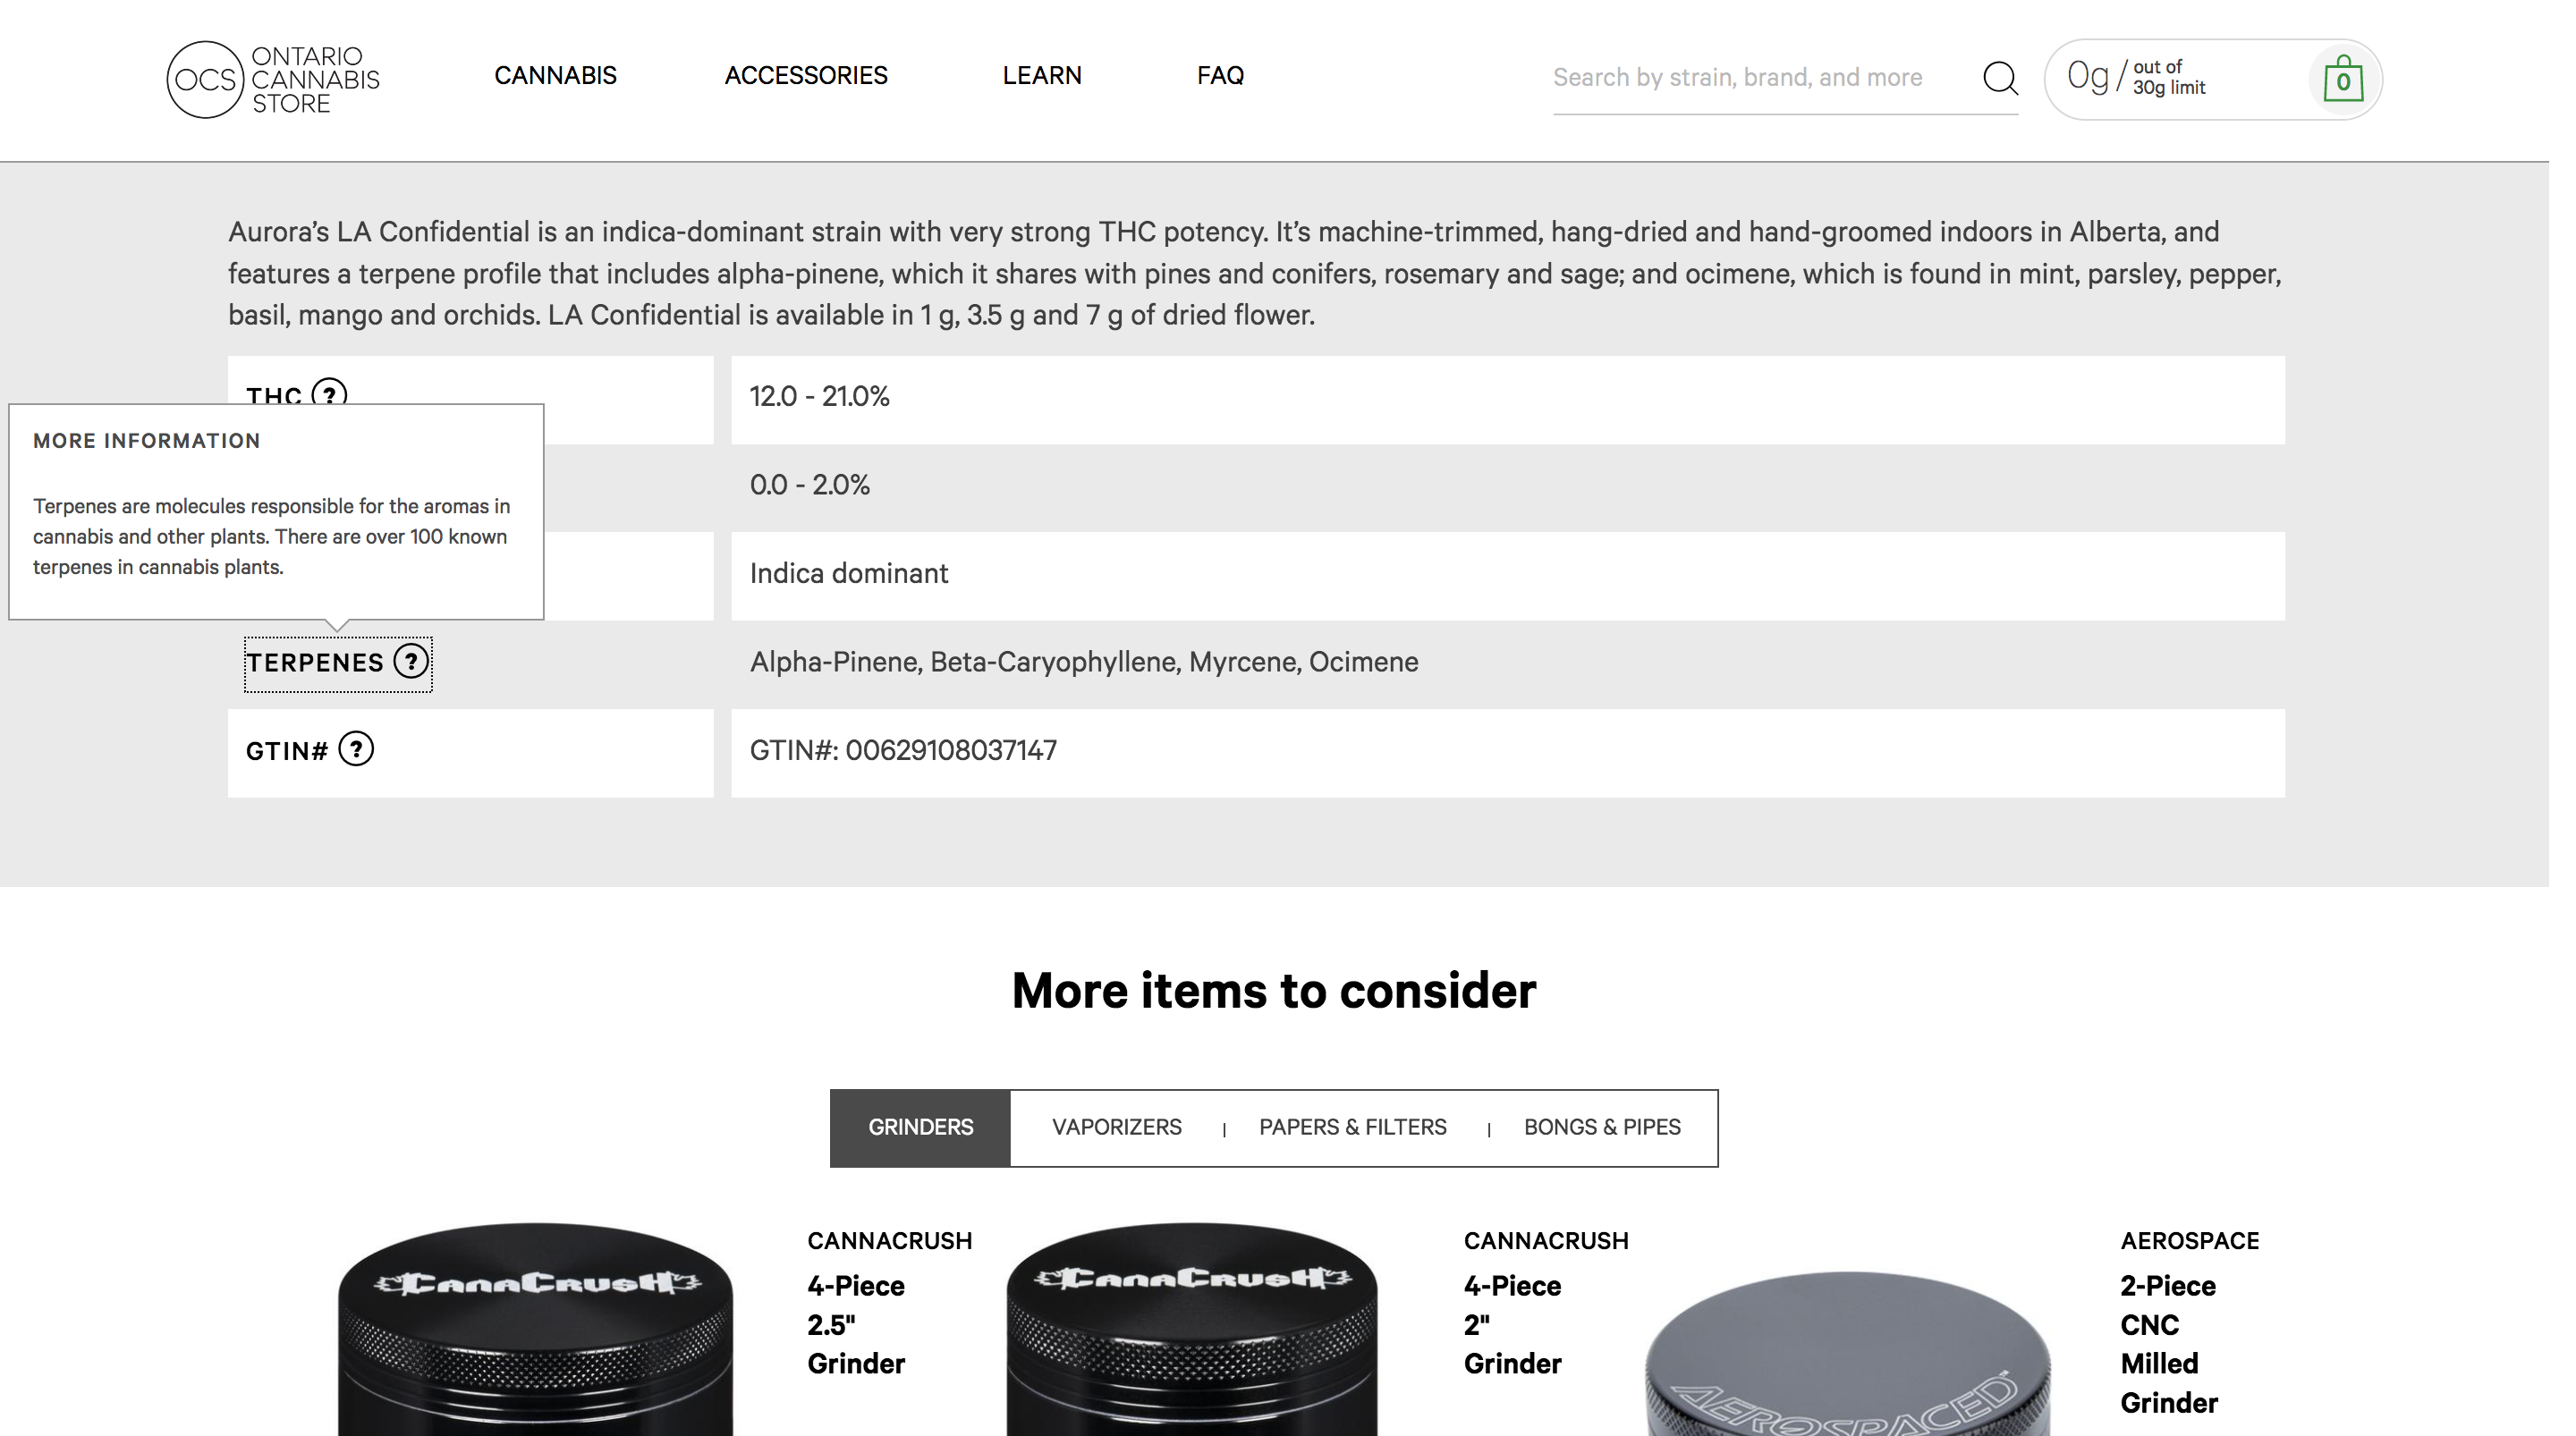 OCS
ONTARIO
CANNABIS
STORE
CANNABIS
ACCESSORIES
LEARN
FAQ
Search by strain, brand, and more
0g / out of
30g limit
0
Aurora’s LA Confidential is an indica-dominant strain with very strong THC potency. It’s machine-trimmed, hang-dried and hand-groomed indoors in Alberta, and
features a terpene profile that includes alpha-pinene, which it shares with pines and conifers, rosemary and sage; and ocimene, which is found in mint, parsley, pepper,
basil, mango and orchids. LA Confidential is available in 1 g, 3.5 g and 7 g of dried flower.
THC ?
12.0 - 21.0%
MORE INFORMATION
Terpenes are molecules responsible for the aromas in
cannabis and other plants. There are over 100 known
terpenes in cannabis plants.
0.0 - 2.0%
Indica dominant
TERPENES ?
Alpha-Pinene, Beta-Caryophyllene, Myrcene, Ocimene
GTIN# ?
GTIN#: 00629108037147
More items to consider
GRINDERS
VAPORIZERS
PAPERS & FILTERS
BONGS & PIPES
CANACRUSH
CANNACRUSH
4-Piece
2.5"
Grinder
CANACRUSH
CANNACRUSH
4-Piece
2"
Grinder
AEROSPACED
AEROSPACE
2-Piece
CNC
Milled
Grinder